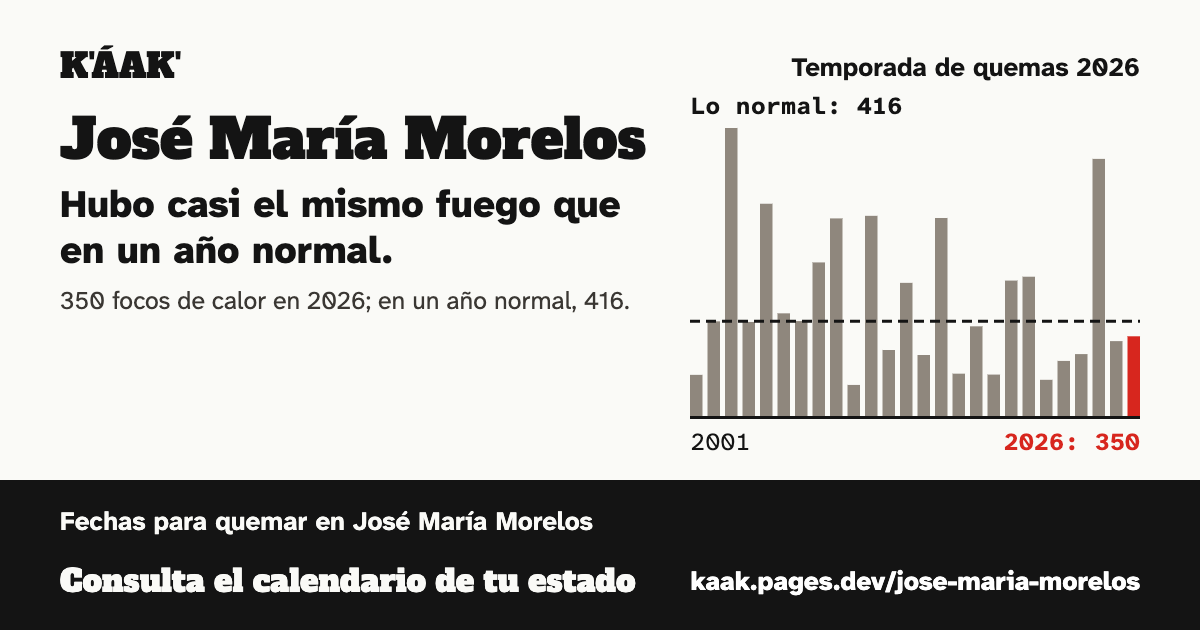 K'ÁAK'
José María Morelos
Hubo casi el mismo fuego que
en un año normal.
350 focos de calor en 2026; en un año normal, 416.
Temporada de quemas 2026
Lo normal: 416
2001
2026: 350
Fechas para quemar en José María Morelos
Consulta el calendario de tu estado
kaak.pages.dev/jose-maria-morelos